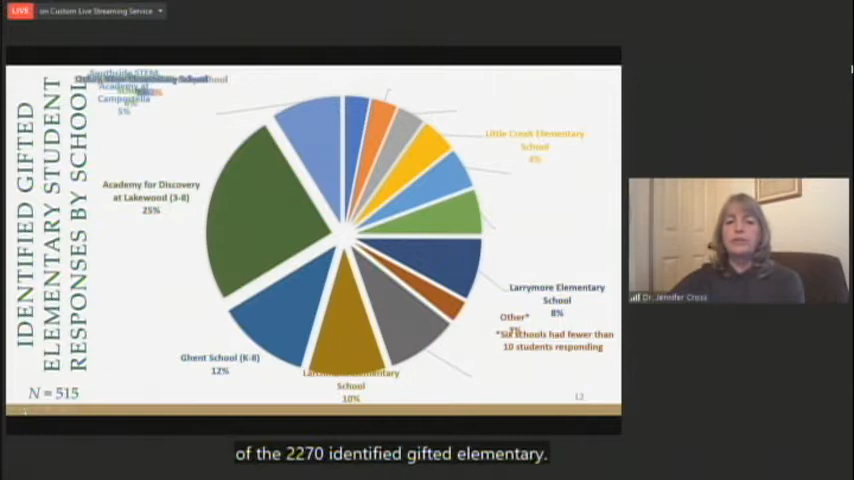 LIVE on Custom Live Streaming Service
IDENTIFIED GIFTED
ELEMENTARY STUDENT
RESPONSES BY SCHOOL
N = 515
Southside STEM
Academy at
Campostella
5%
School
Little Creek Elementary
School
4%
Academy for Discovery
at Lakewood (3-8)
25%
Larrymore Elementary
School
8%
Other*
*Six schools had fewer than
10 students responding
Ghent School (K-8)
12%
Elementary
School
10%
12
Dr. Jennifer Cross
of the 2270 identified gifted elementary.